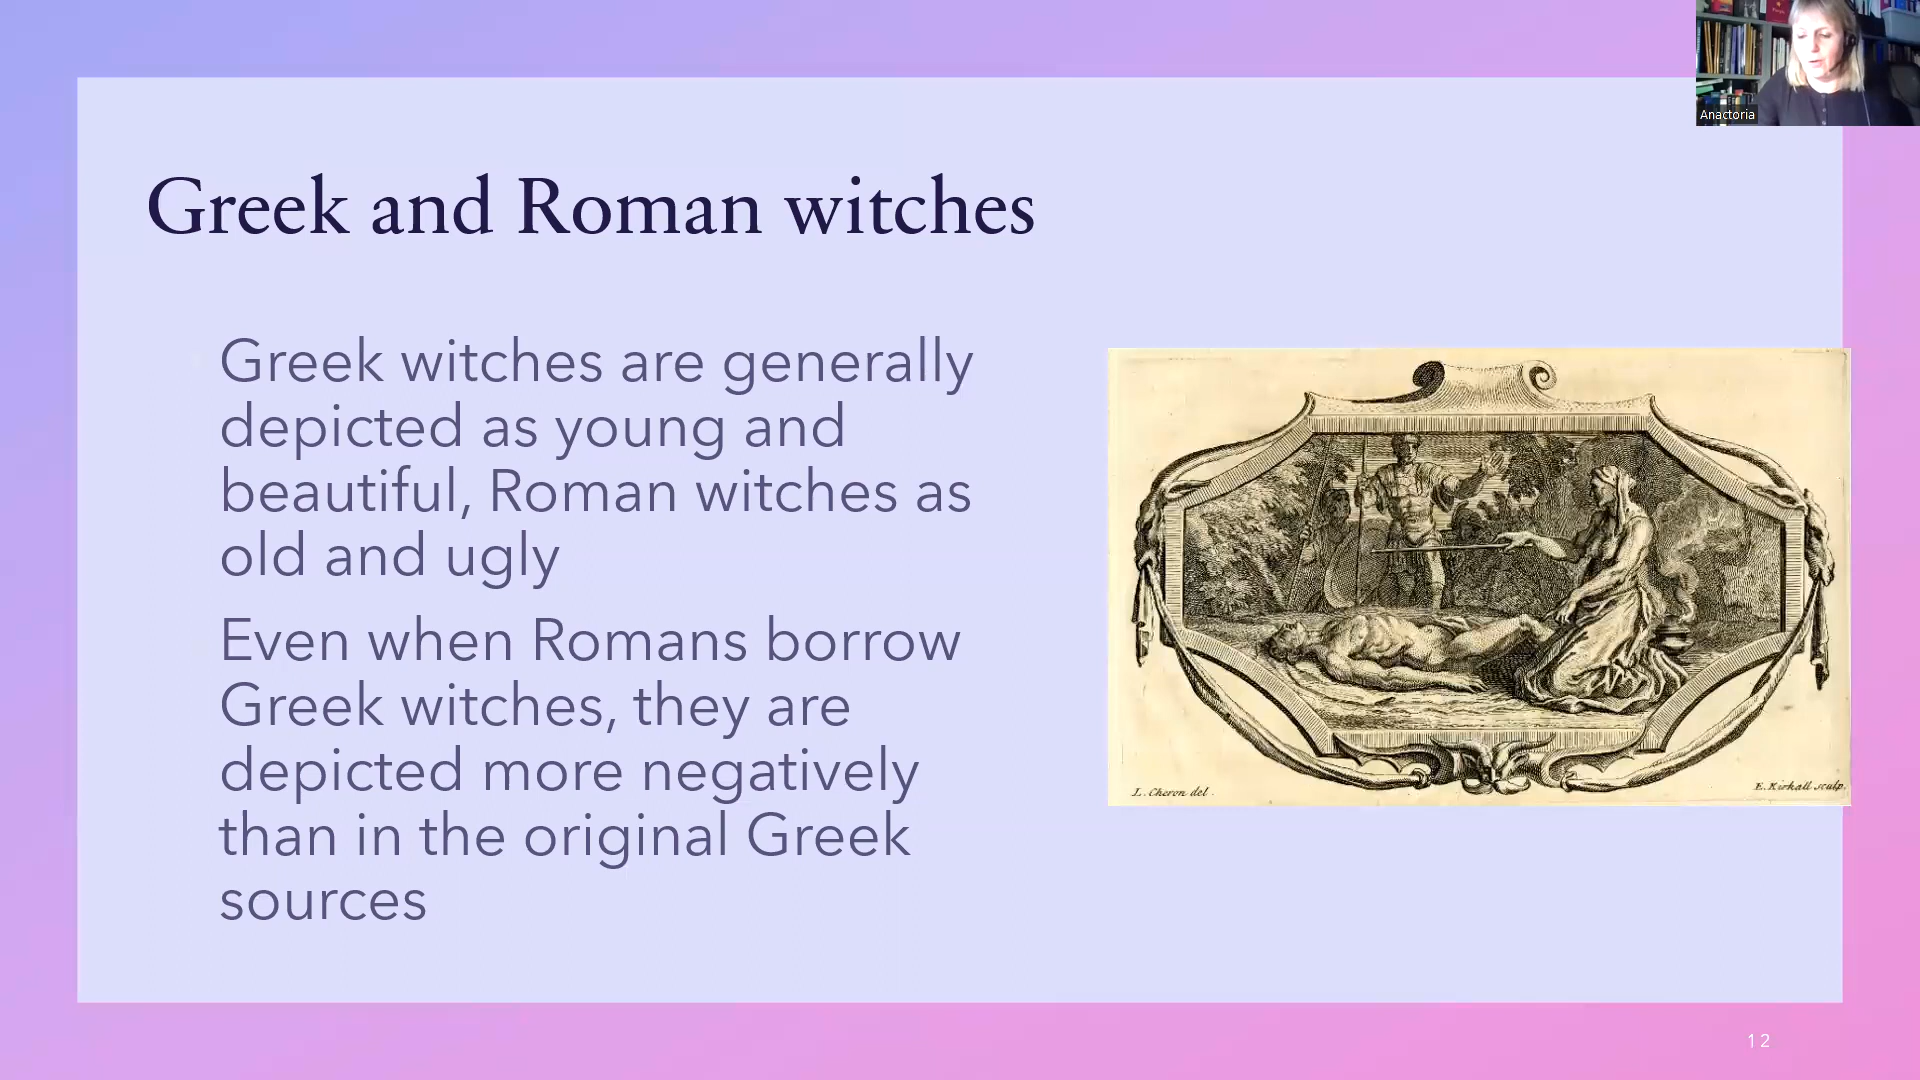 Anactoria
Greek and Roman witches
Greek witches are generally
depicted as young and
beautiful, Roman witches as
old and ugly
Even when Romans borrow
Greek witches, they are
depicted more negatively
than in the original Greek
sources
L. Cheron del.
E. Kirkall sculp.
12